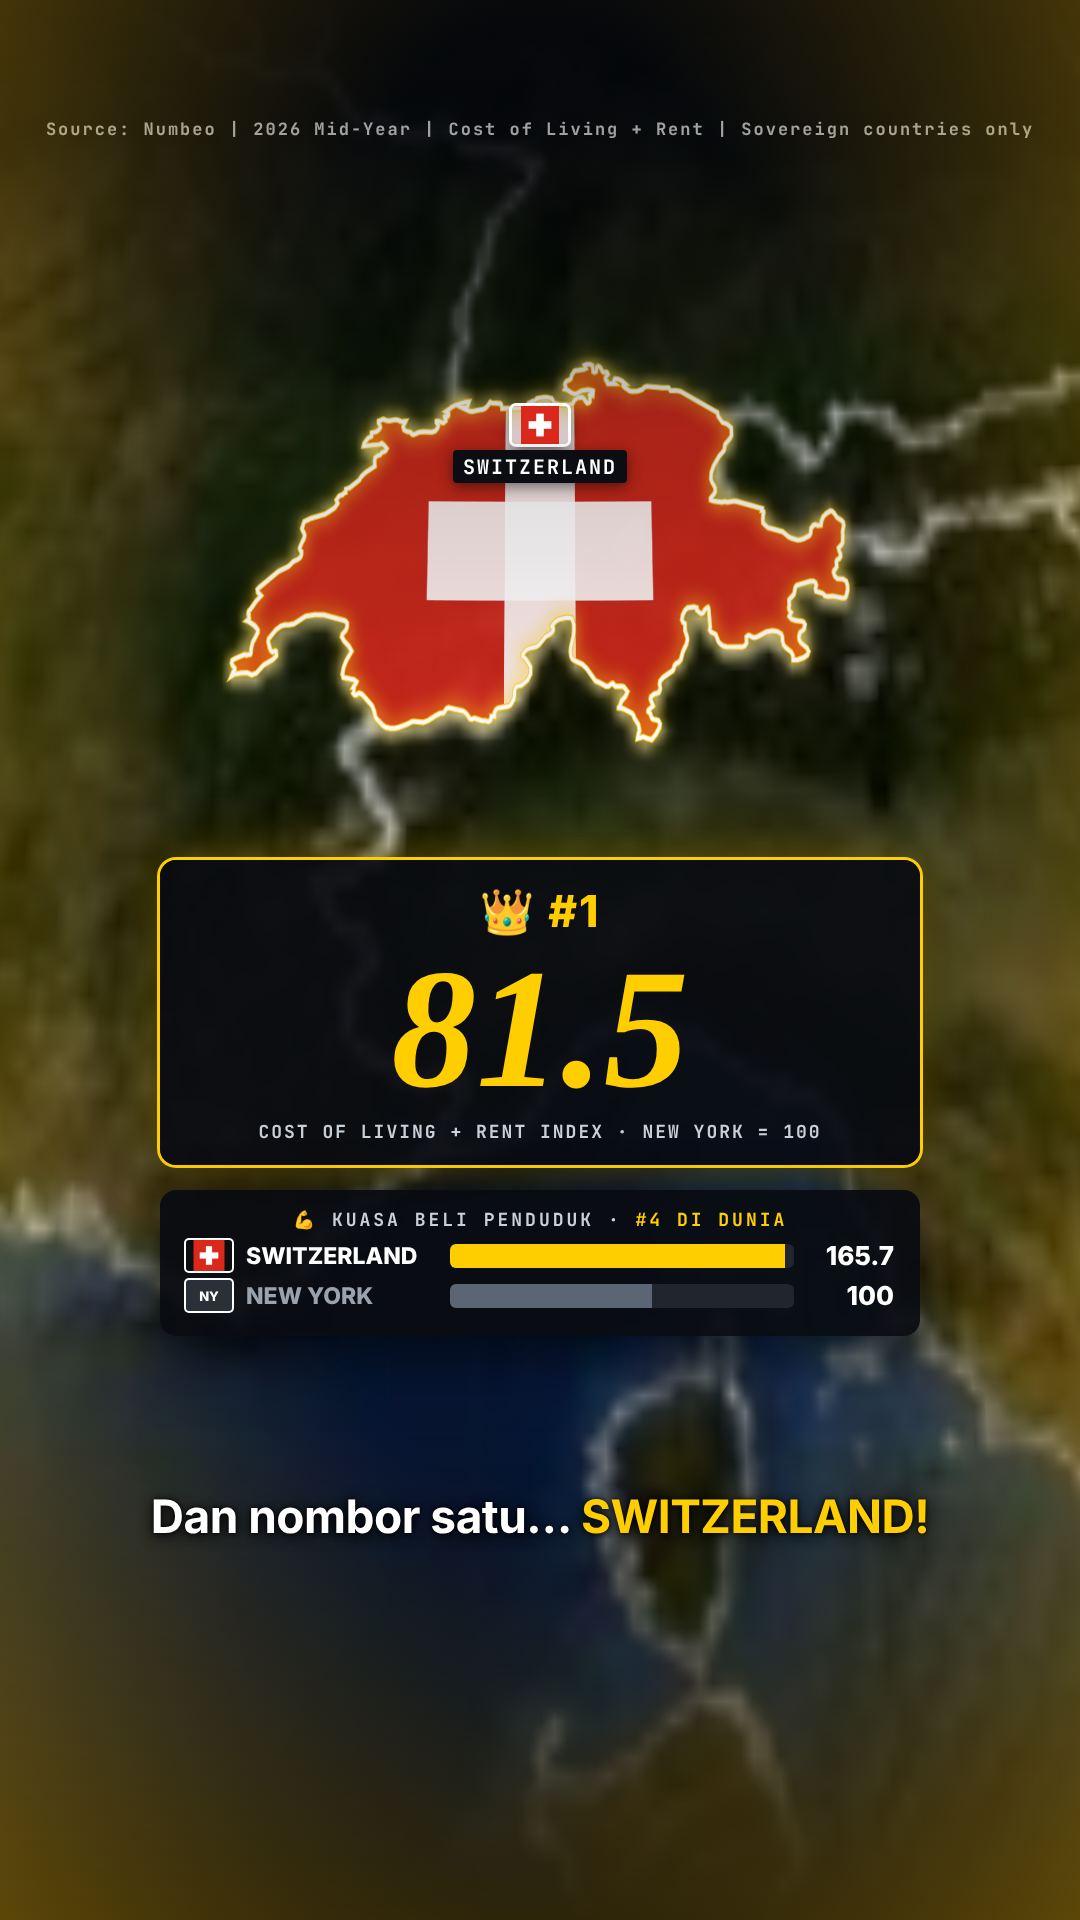 Source: Numbeo | 2026 Mid-Year | Cost of Living + Rent | Sovereign countries only
SWITZERLAND
👑 #1
81.5
COST OF LIVING + RENT INDEX · NEW YORK = 100
💪 KUASA BELI PENDUDUK · #4 DI DUNIA
SWITZERLAND 165.7
NY NEW YORK 100
Dan nombor satu... SWITZERLAND!